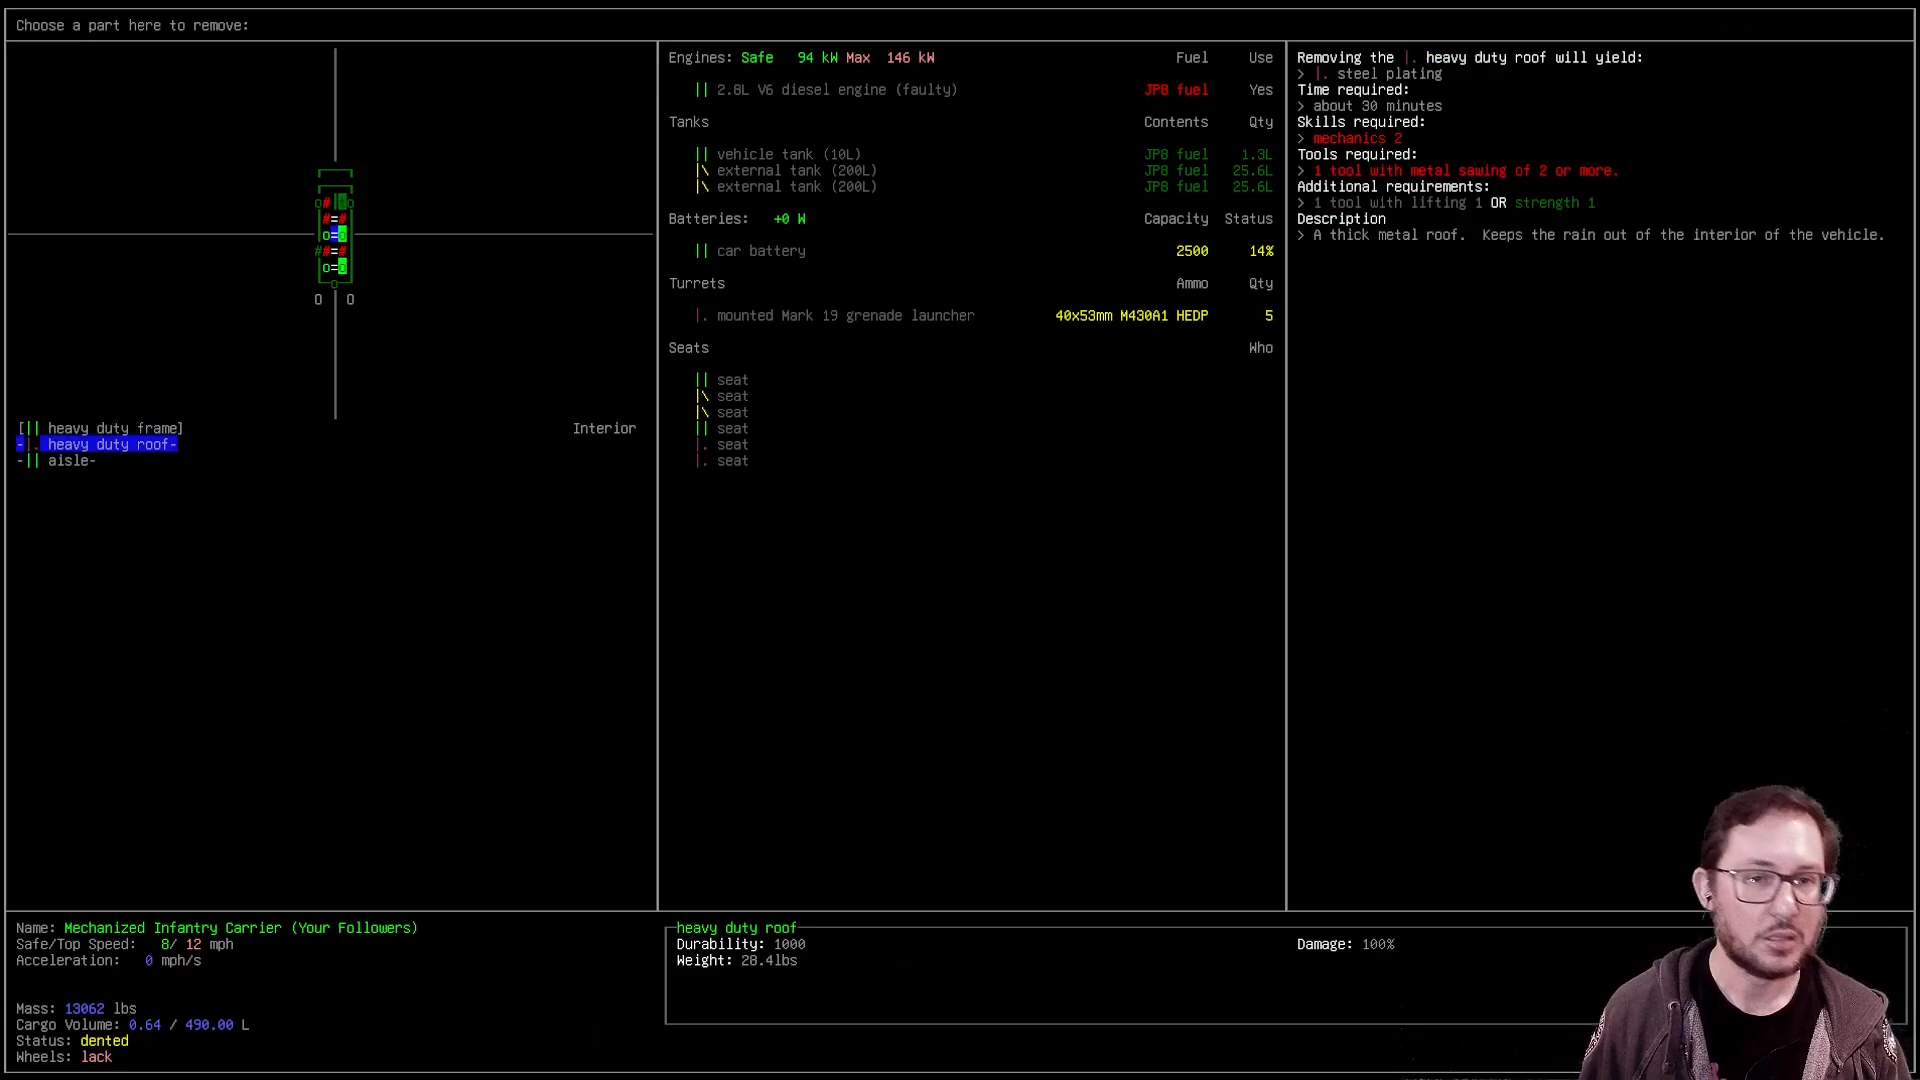 Choose a part here to remove:
Engines: Safe 94 kW Max 146 kW Fuel Use
|| 2.8L V6 diesel engine (faulty) JP8 fuel Yes
Tanks Contents Qty
|| vehicle tank (10L) JP8 fuel 1.3L
|\ external tank (200L) JP8 fuel 25.6L
|\ external tank (200L) JP8 fuel 25.6L
Batteries: +0 W Capacity Status
|| car battery 2500 14%
Turrets Ammo Qty
|. mounted Mark 19 grenade launcher 40x53mm M430A1 HEDP 5
Seats Who
|| seat
|\ seat
|\ seat
|| seat
|. seat
|. seat
Removing the |. heavy duty roof will yield:
> |. steel plating
Time required:
> about 30 minutes
Skills required:
> mechanics 2
Tools required:
> 1 tool with metal sawing of 2 or more.
Additional requirements:
> 1 tool with lifting 1 OR strength 1
Description
> A thick metal roof. Keeps the rain out of the interior of the vehicle.
[|| heavy duty frame] Interior
-|. heavy duty roof-
-|| aisle-
Name: Mechanized Infantry Carrier (Your Followers)
Safe/Top Speed: 8/ 12 mph
Acceleration: 0 mph/s
Mass: 13062 lbs
Cargo Volume: 0.64 / 490.00 L
Status: dented
Wheels: lack
heavy duty roof
Durability: 1000 Damage: 100%
Weight: 28.4lbs